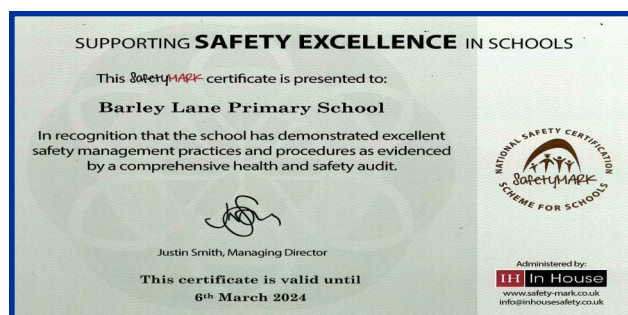 SUPPORTING SAFETY EXCELLENCE IN SCHOOLS
This SafetyMARK certificate is presented to:
Barley Lane Primary School
In recognition that the school has demonstrated excellent
safety management practices and procedures as evidenced
by a comprehensive health and safety audit.
Justin Smith, Managing Director
This certificate is valid until
6th March 2024
NATIONAL SAFETY CERTIFICATION
SafetyMARK
SCHEME FOR SCHOOLS
Administered by:
IH In House
www.safety-mark.co.uk
info@inhousesafety.co.uk